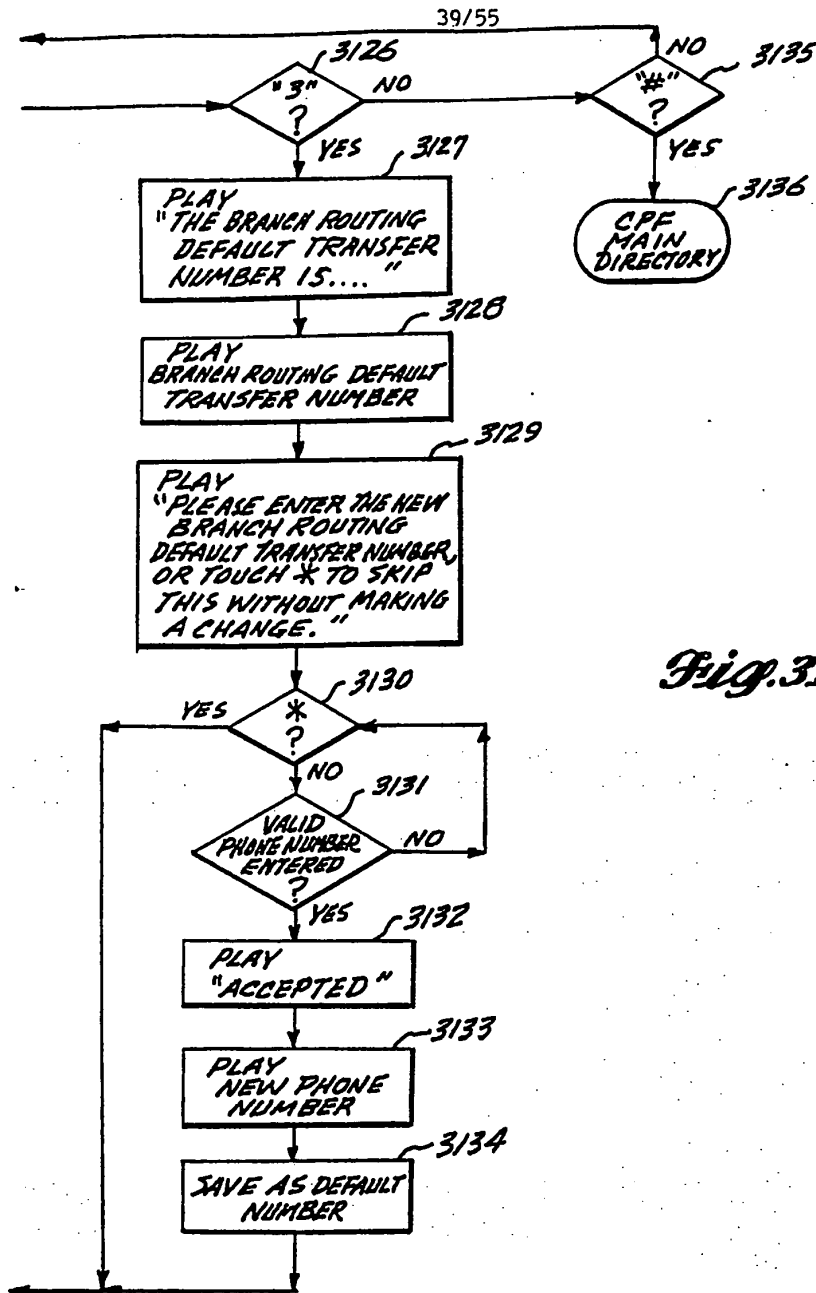 39/55
3126
"3"
?
NO
YES
NO
3135
"#"
?
YES
3136
CPF
MAIN
DIRECTORY
3127
PLAY
"THE BRANCH ROUTING
DEFAULT TRANSFER
NUMBER IS...."
3128
PLAY
BRANCH ROUTING DEFAULT
TRANSFER NUMBER
3129
PLAY
"PLEASE ENTER THE NEW
BRANCH ROUTING
DEFAULT TRANSFER NUMBER,
OR TOUCH * TO SKIP
THIS WITHOUT MAKING
A CHANGE."
3130
YES
*
?
NO
3131
VALID
PHONE NUMBER
ENTERED
?
NO
YES
3132
PLAY
"ACCEPTED"
3133
PLAY
NEW PHONE
NUMBER
3134
SAVE AS DEFAULT
NUMBER